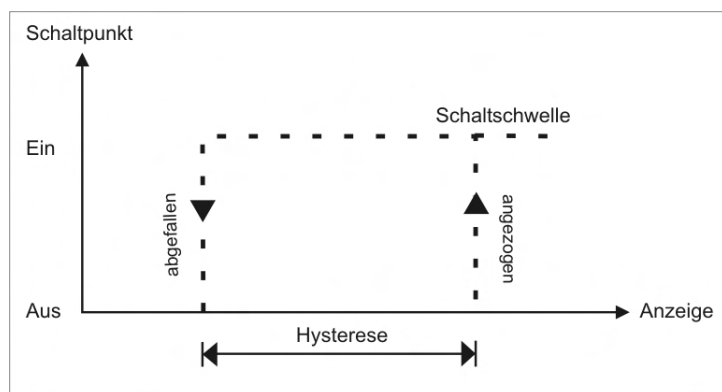 Schaltpunkt
Schaltschwelle
Ein
abgefallen
angezogen
Aus
Anzeige
Hysterese